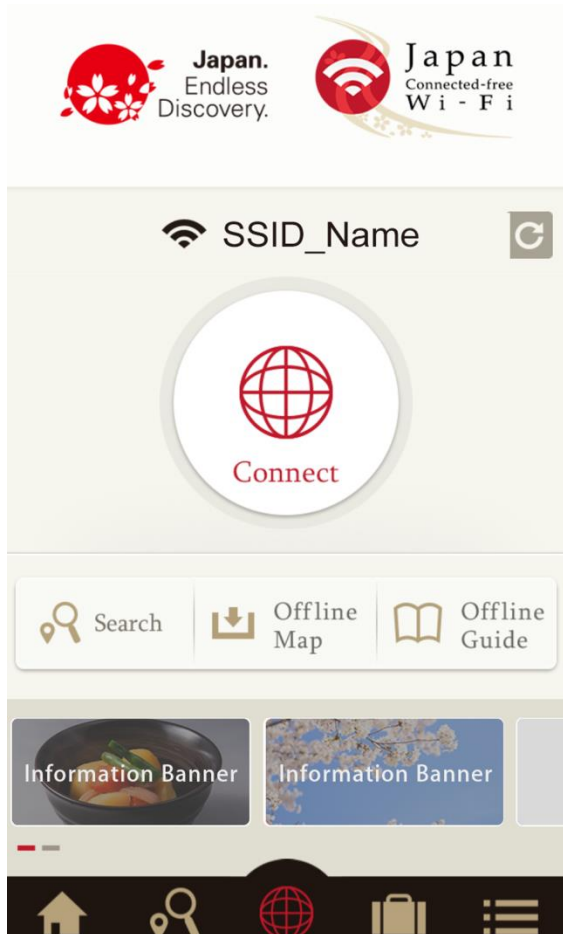 Japan.
Endless
Discovery.
Japan
Connected-free
Wi-Fi
SSID_Name
Connect
Search
Offline
Map
Offline
Guide
Information Banner
Information Banner